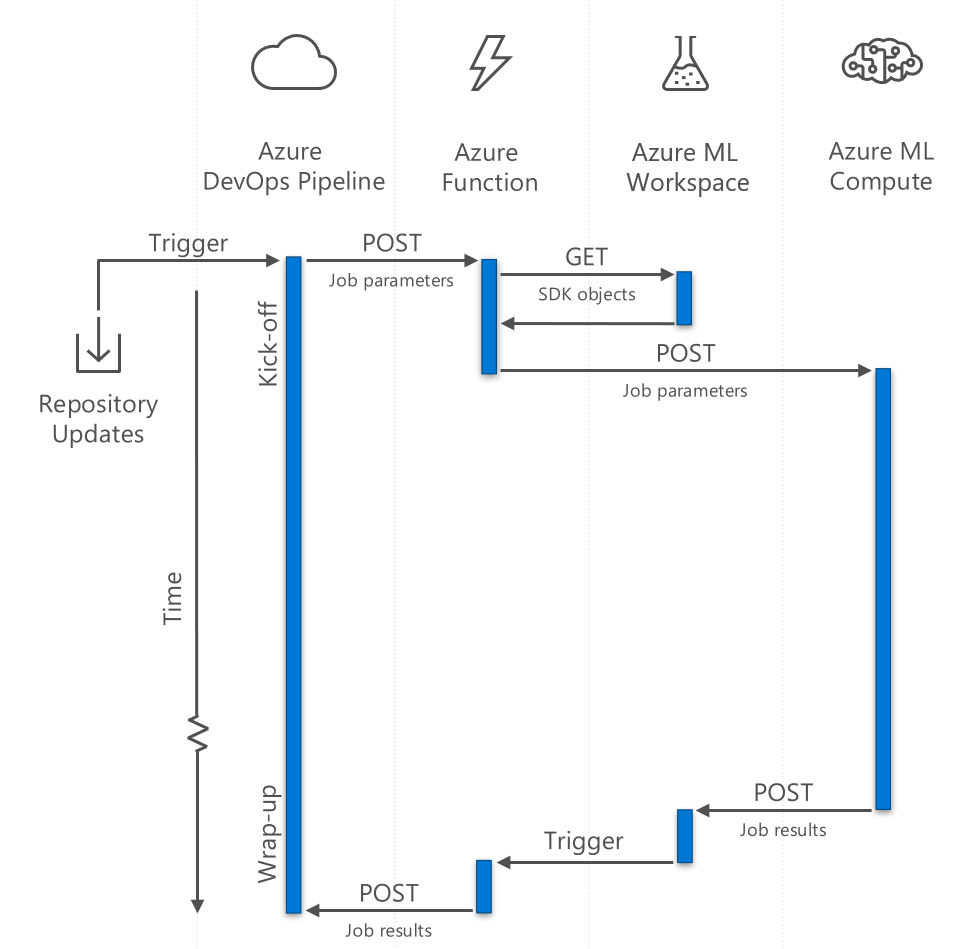 Azure
DevOps Pipeline
Azure
Function
Azure ML
Workspace
Azure ML
Compute
Trigger
POST
Job parameters
GET
SDK objects
POST
Job parameters
Kick-off
Repository
Updates
Time
Wrap-up
POST
Job results
Trigger
POST
Job results